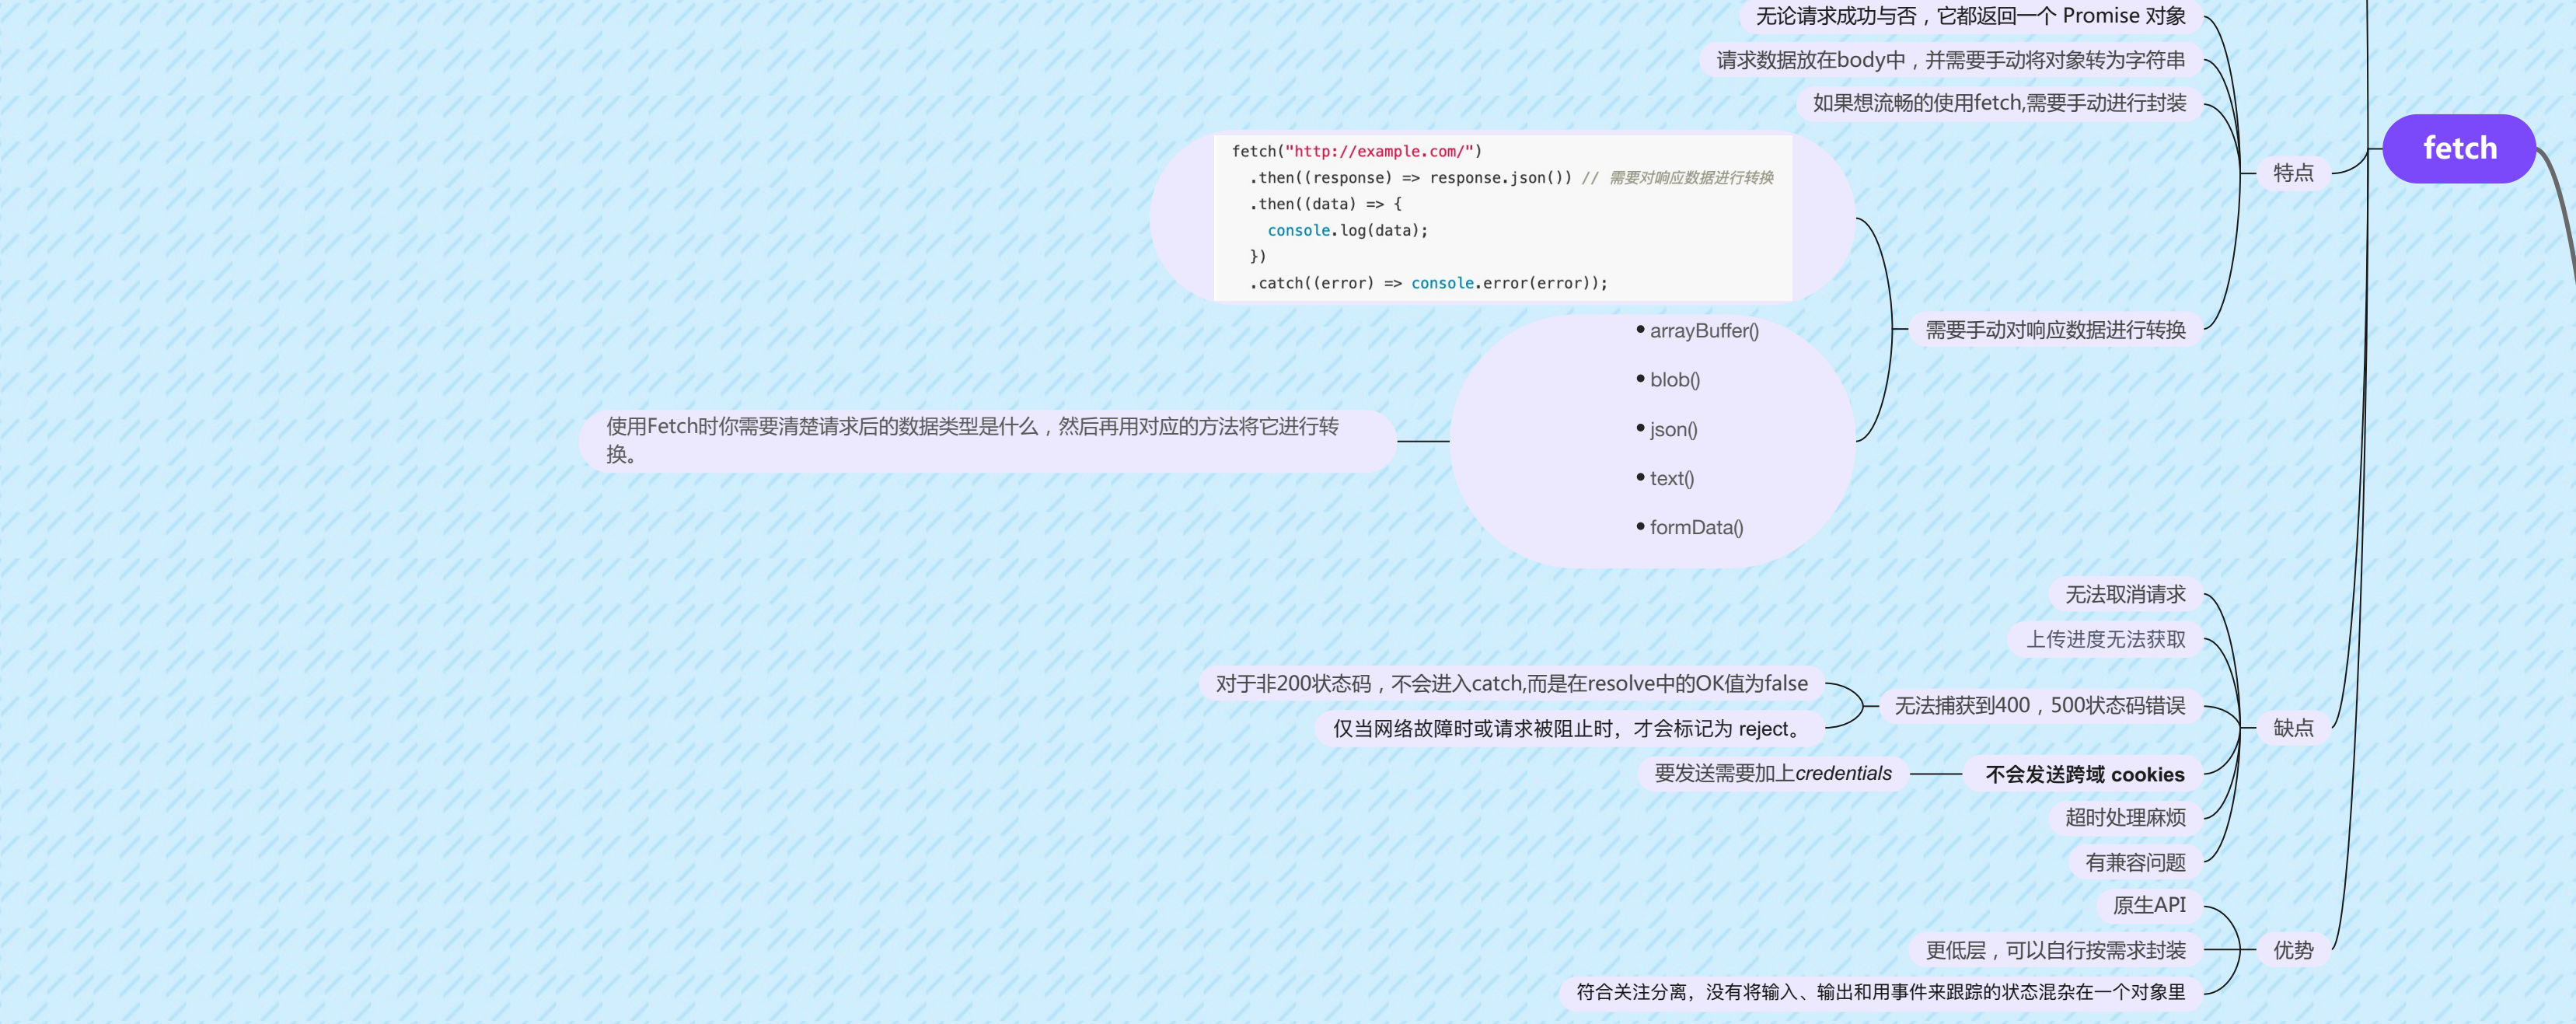 fetch
特点
无论请求成功与否，它都返回一个 Promise 对象
请求数据放在body中，并需要手动将对象转为字符串
如果想流畅的使用fetch,需要手动进行封装
需要手动对响应数据进行转换
fetch("http://example.com/")
  .then((response) => response.json()) // 需要对响应数据进行转换
  .then((data) => {
    console.log(data);
  })
  .catch((error) => console.error(error));
• arrayBuffer()
• blob()
• json()
• text()
• formData()
使用Fetch时你需要清楚请求后的数据类型是什么，然后再用对应的方法将它进行转
换。
缺点
无法取消请求
上传进度无法获取
无法捕获到400，500状态码错误
对于非200状态码，不会进入catch,而是在resolve中的OK值为false
仅当网络故障时或请求被阻止时，才会标记为 reject。
不会发送跨域 cookies
要发送需要加上credentials
超时处理麻烦
有兼容问题
优势
原生API
更低层，可以自行按需求封装
符合关注分离，没有将输入、输出和用事件来跟踪的状态混杂在一个对象里